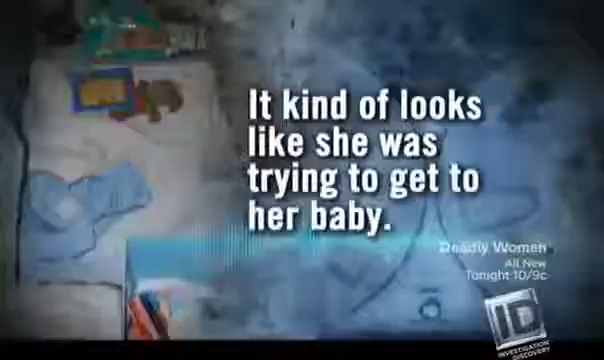 It kind of looks
like she was
trying to get to
her baby.
Deadly Women
All New
Tonight 10/9c
ID
INVESTIGATION
DISCOVERY